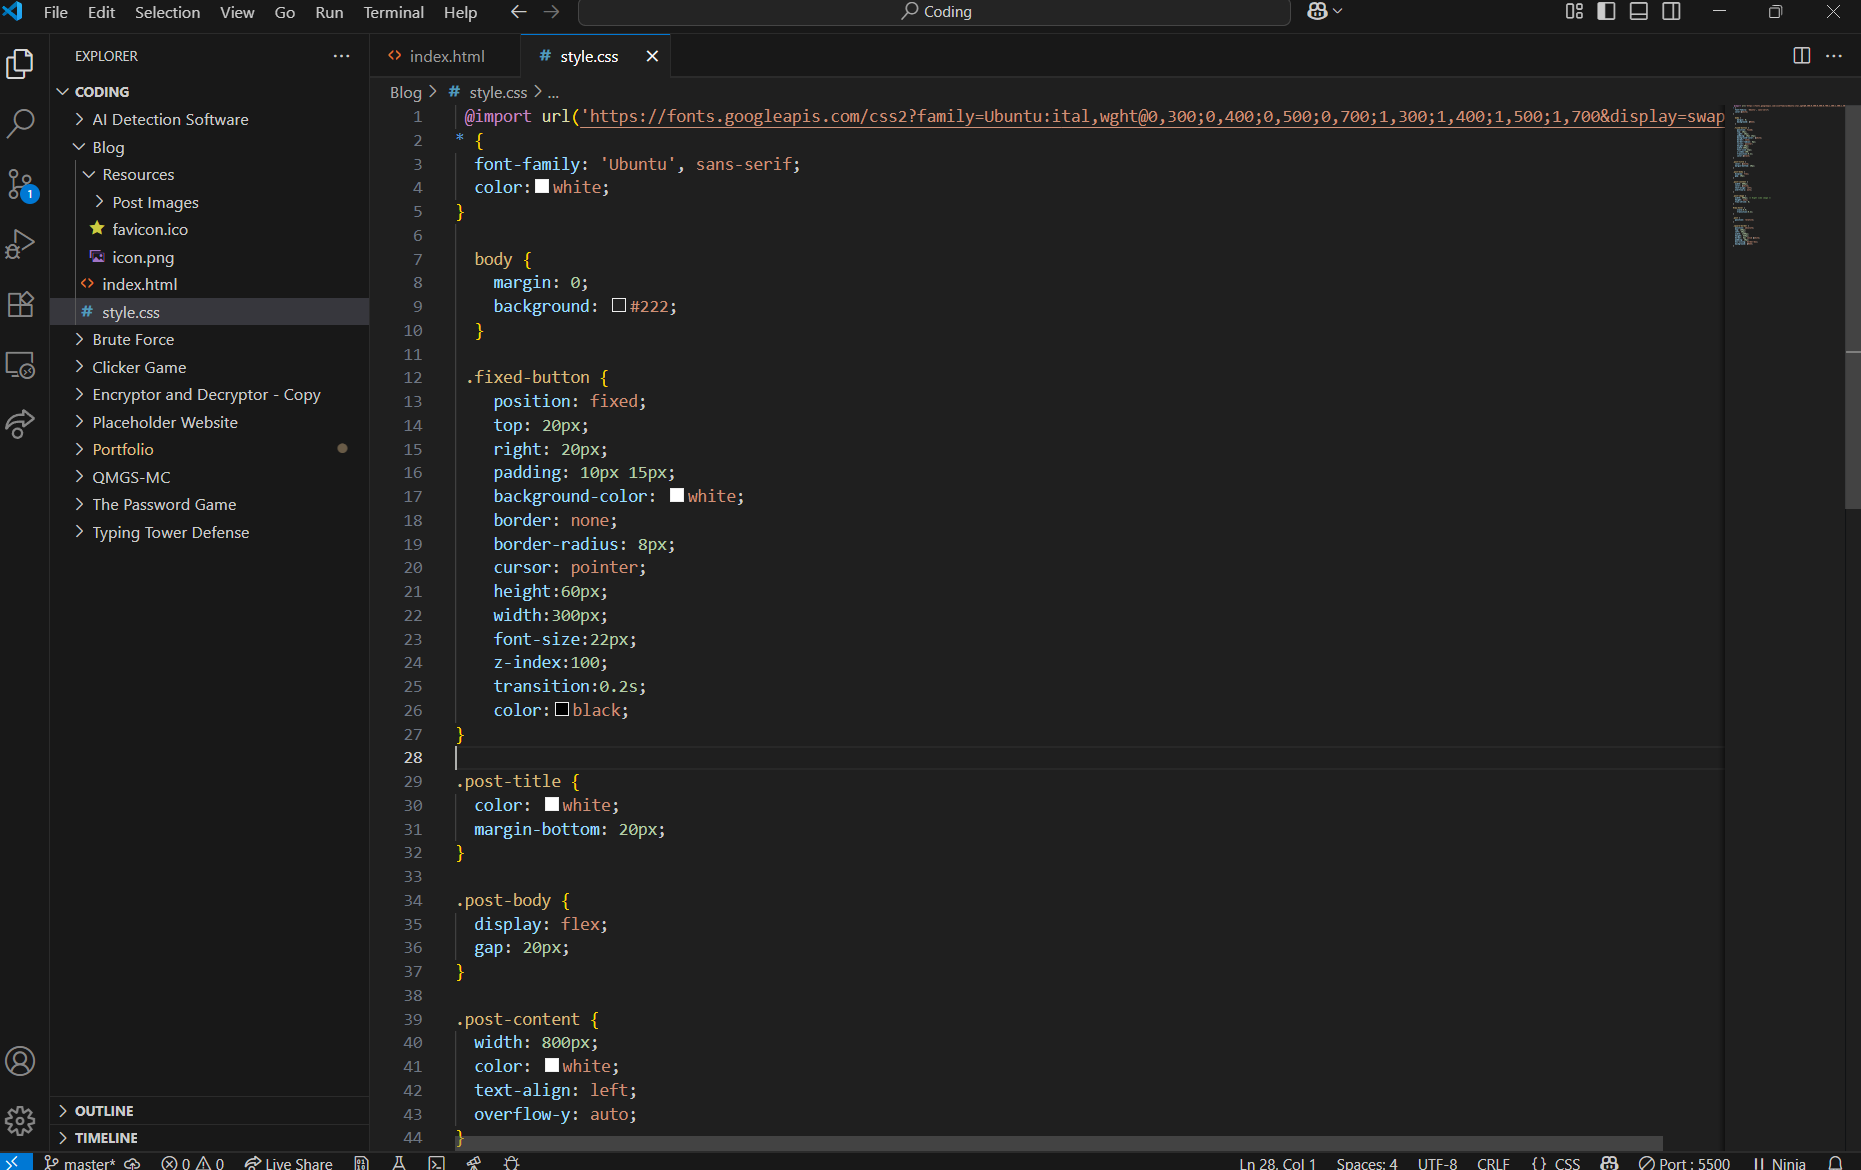 File Edit Selection View Go Run Terminal Help
Coding
EXPLORER
CODING
AI Detection Software
Blog
Resources
Post Images
favicon.ico
icon.png
index.html
style.css
Brute Force
Clicker Game
Encryptor and Decryptor - Copy
Placeholder Website
Portfolio
QMGS-MC
The Password Game
Typing Tower Defense
OUTLINE
TIMELINE
index.html
style.css
Blog > # style.css > ...
1 @import url('https://fonts.googleapis.com/css2?family=Ubuntu:ital,wght@0,300;0,400;0,500;0,700;1,300;1,400;1,500;1,700&display=swap
2 * {
3 font-family: 'Ubuntu', sans-serif;
4 color:white;
5 }
6
7 body {
8 margin: 0;
9 background: #222;
10 }
11
12 .fixed-button {
13 position: fixed;
14 top: 20px;
15 right: 20px;
16 padding: 10px 15px;
17 background-color: white;
18 border: none;
19 border-radius: 8px;
20 cursor: pointer;
21 height:60px;
22 width:300px;
23 font-size:22px;
24 z-index:100;
25 transition:0.2s;
26 color:black;
27 }
28
29 .post-title {
30 color: white;
31 margin-bottom: 20px;
32 }
33
34 .post-body {
35 display: flex;
36 gap: 20px;
37 }
38
39 .post-content {
40 width: 800px;
41 color: white;
42 text-align: left;
43 overflow-y: auto;
44 }
1
master* 0 0 Live Share Ln 28, Col 1 Spaces: 4 UTF-8 CRLF {} CSS Port : 5500 Ninja